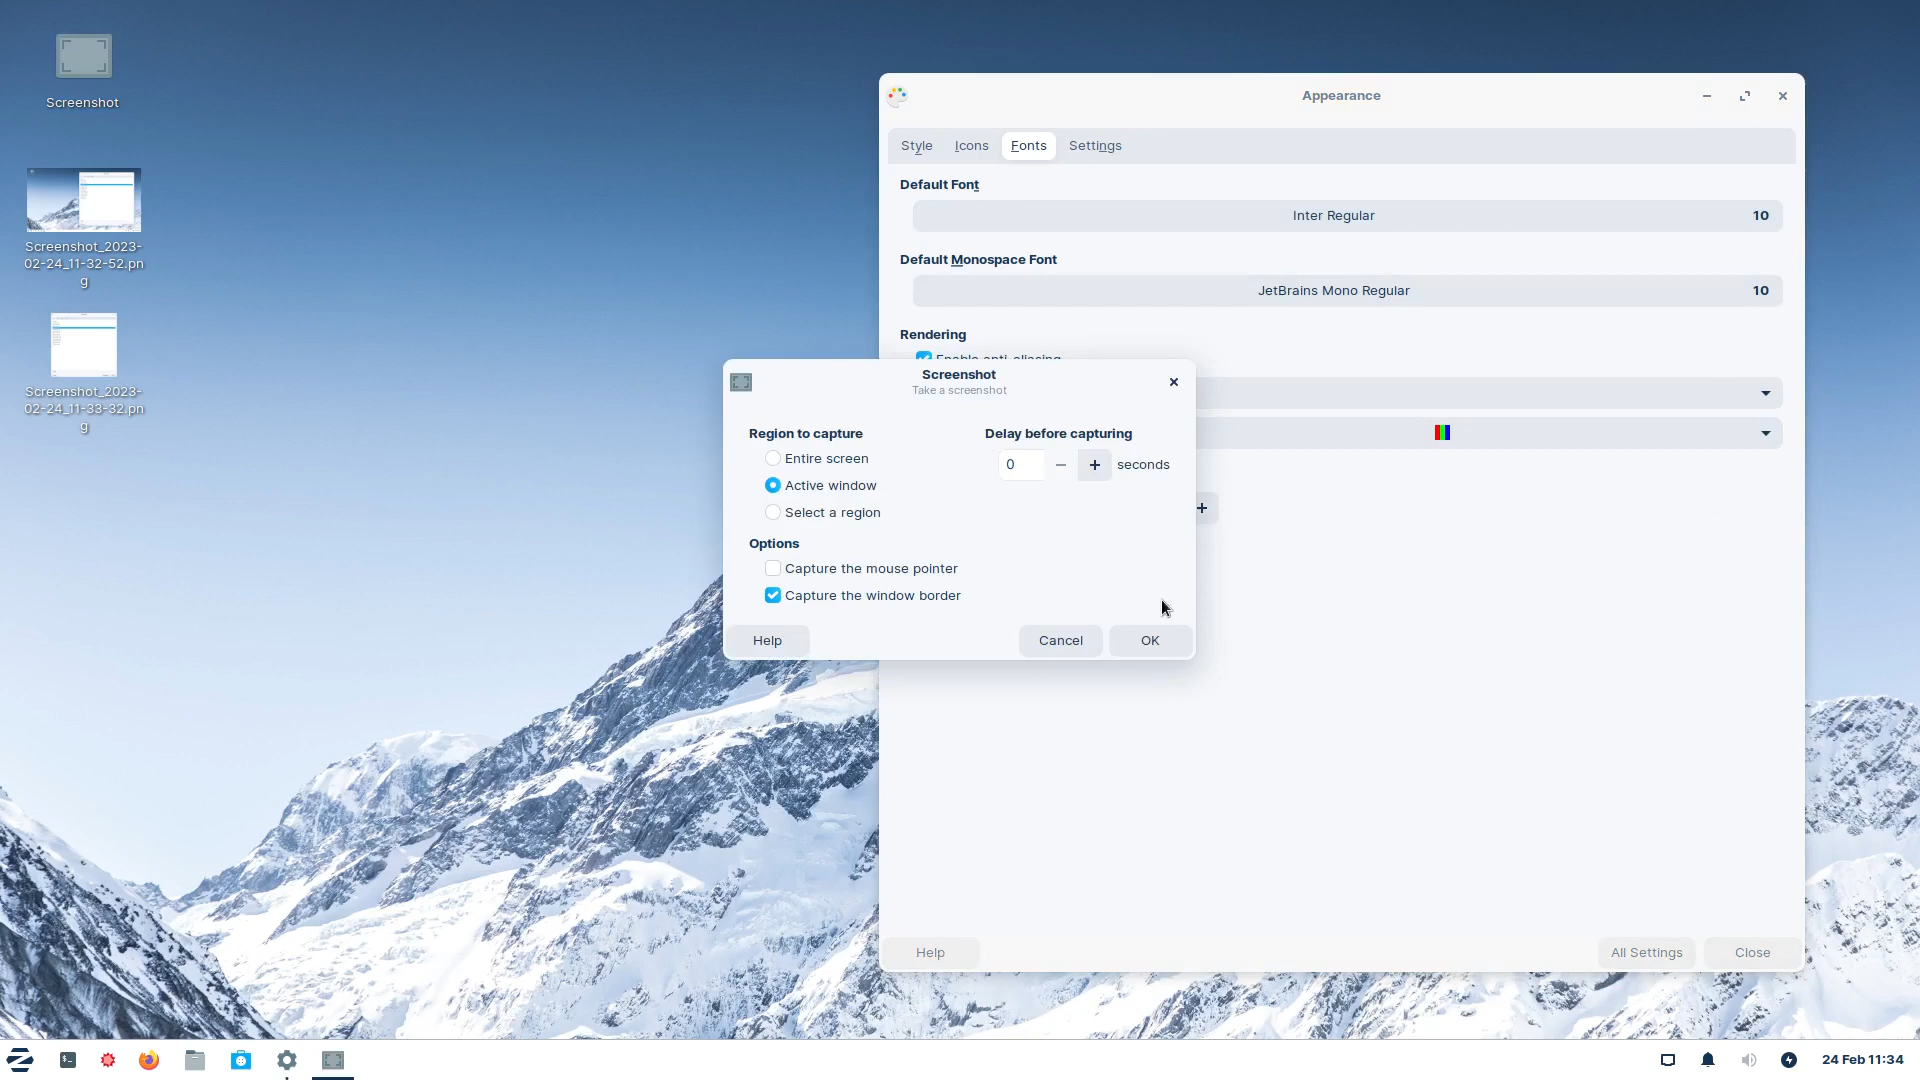 Screenshot
Screenshot_2023-
02-24_11-32-52.pn
g
Screenshot_2023-
02-24_11-33-32.pn
g
Appearance
Style Icons Fonts Settings
Default Font
Inter Regular 10
Default Monospace Font
JetBrains Mono Regular 10
Rendering
Enable anti-aliasing
Screenshot
Take a screenshot
Region to capture
Entire screen
Active window
Select a region
Delay before capturing
0 − + seconds
Options
Capture the mouse pointer
Capture the window border
Help Cancel OK
+
Help All Settings Close
24 Feb 11:34